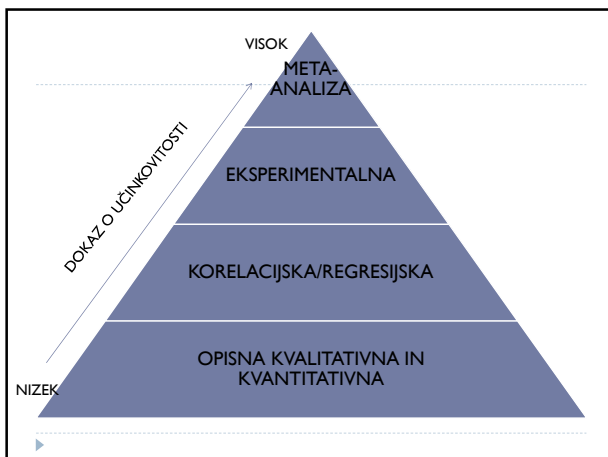 VISOK
META-
ANALIZA
DOKAZ O UČINKOVITOSTI
EKSPERIMENTALNA
KORELACIJSKA/REGRESIJSKA
OPISNA KVALITATIVNA IN
KVANTITATIVNA
NIZEK